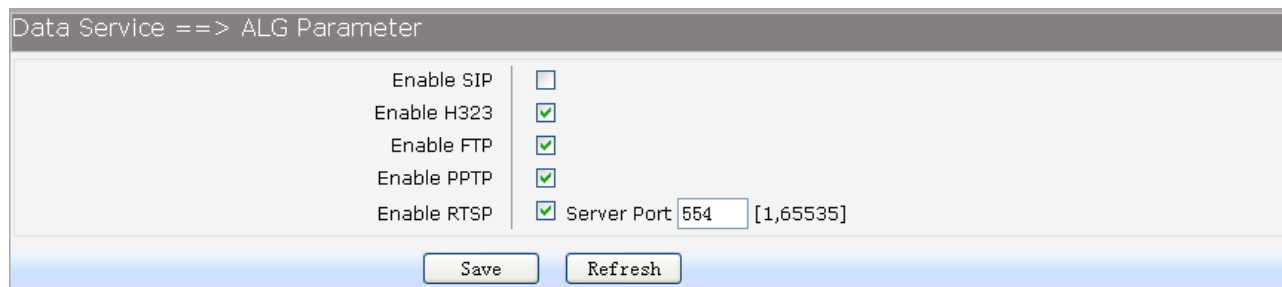 Data Service ==> ALG Parameter
Enable SIP
Enable H323
Enable FTP
Enable PPTP
Enable RTSP Server Port 554 [1,65535]
Save Refresh